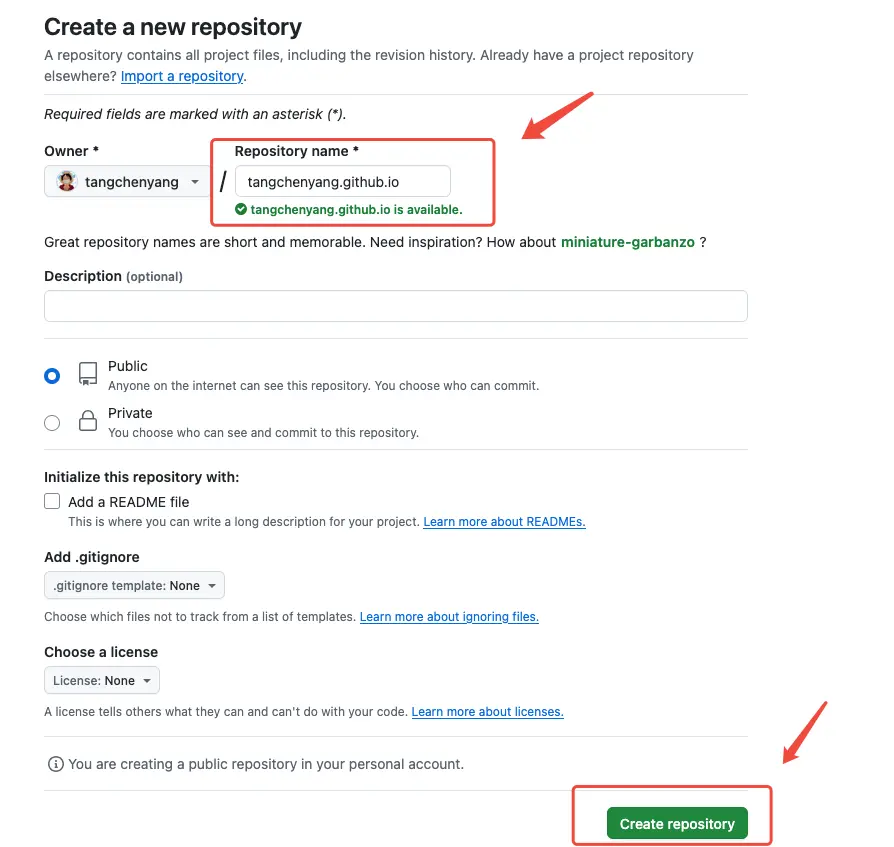 Create a new repository
A repository contains all project files, including the revision history. Already have a project repository
elsewhere? Import a repository.
Required fields are marked with an asterisk (*).
Owner *
Repository name *
tangchenyang
/
tangchenyang.github.io
tangchenyang.github.io is available.
Great repository names are short and memorable. Need inspiration? How about miniature-garbanzo ?
Description (optional)
Public
Anyone on the internet can see this repository. You choose who can commit.
Private
You choose who can see and commit to this repository.
Initialize this repository with:
Add a README file
This is where you can write a long description for your project. Learn more about READMEs.
Add .gitignore
.gitignore template: None
Choose which files not to track from a list of templates. Learn more about ignoring files.
Choose a license
License: None
A license tells others what they can and can't do with your code. Learn more about licenses.
You are creating a public repository in your personal account.
Create repository